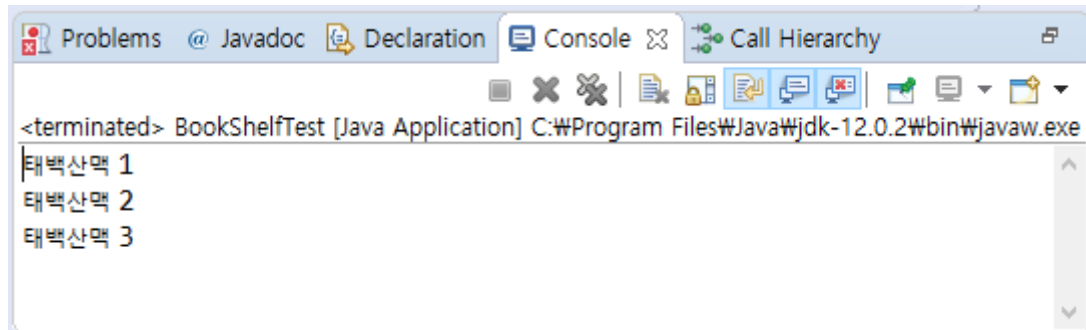 Problems @ Javadoc Declaration Console Call Hierarchy
<terminated> BookShelfTest [Java Application] C:₩Program Files₩Java₩jdk-12.0.2₩bin₩javaw.exe
태백산맥 1
태백산맥 2
태백산맥 3